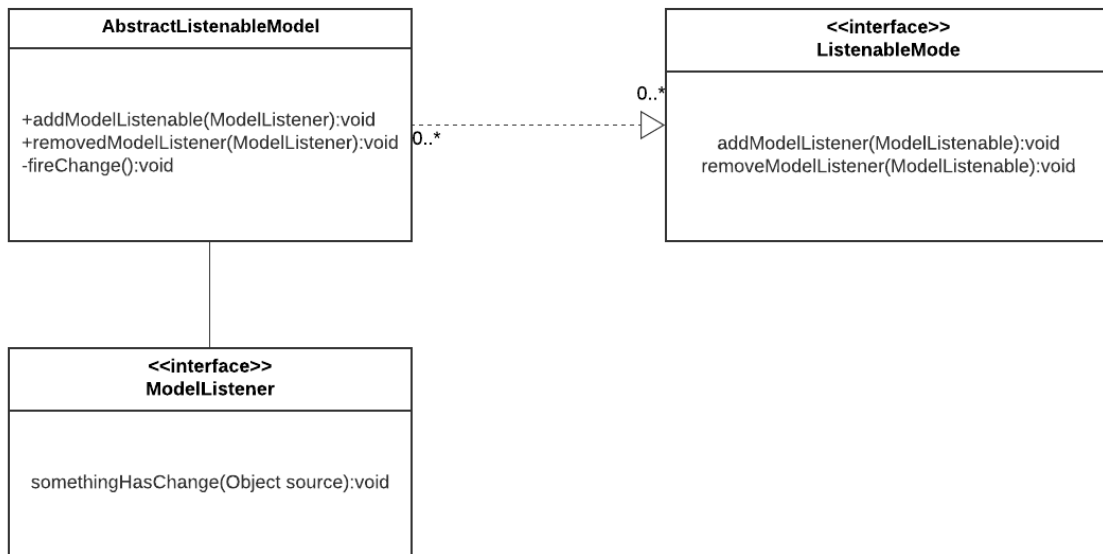 AbstractListenableModel
+addModelListenable(ModelListener):void
+removedModelListener(ModelListener):void
-fireChange():void
0..*
0..*
<<interface>>
ListenableMode
addModelListener(ModelListenable):void
removeModelListener(ModelListenable):void
<<interface>>
ModelListener
somethingHasChange(Object source):void